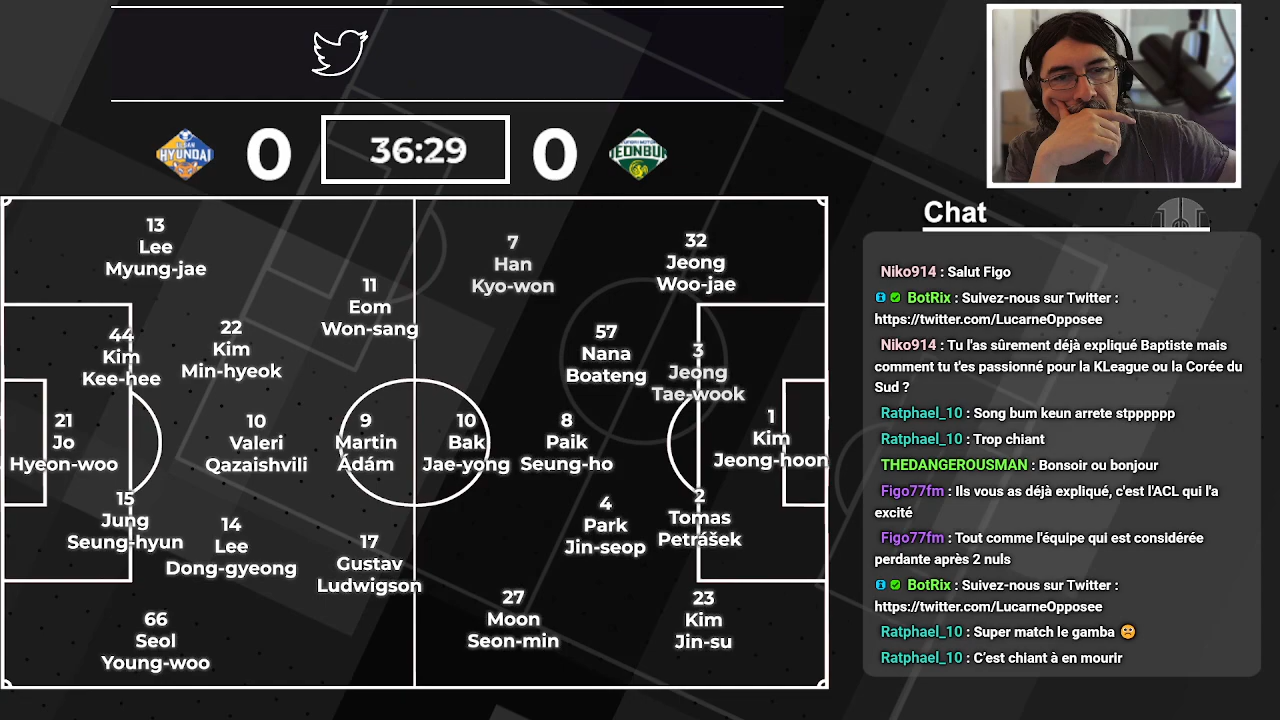 HYUNDAI
0
36:29
0
EONBU
13
Lee
Myung-jae
7
Han
Kyo-won
32
Jeong
Woo-jae
11
Eom
Won-sang
44
Kim
Kee-hee
22
Kim
Min-hyeok
57
Nana
Boateng
3
Jeong
Tae-wook
21
Jo
Hyeon-woo
10
Valeri
Qazaishvili
9
Martin
Ádám
10
Bak
Jae-yong
8
Paik
Seung-ho
1
Kim
Jeong-hoon
15
Jung
Seung-hyun
14
Lee
Dong-gyeong
17
Gustav
Ludwigson
4
Park
Jin-seop
2
Tomas
Petrášek
66
Seol
Young-woo
27
Moon
Seon-min
23
Kim
Jin-su
Chat
Niko914 : Salut Figo
BotRix : Suivez-nous sur Twitter :
https://twitter.com/LucarneOpposee
Niko914 : Tu l'as sûrement déjà expliqué Baptiste mais
comment tu t'es passionné pour la KLeague ou la Corée du
Sud ?
Ratphael_10 : Song bum keun arrete stpppppp
Ratphael_10 : Trop chiant
THEDANGEROUSMAN : Bonsoir ou bonjour
Figo77fm : Ils vous as déjà expliqué, c'est l'ACL qui l'a
excité
Figo77fm : Tout comme l'équipe qui est considérée
perdante après 2 nuls
BotRix : Suivez-nous sur Twitter :
https://twitter.com/LucarneOpposee
Ratphael_10 : Super match le gamba 🙁
Ratphael_10 : C'est chiant à en mourir